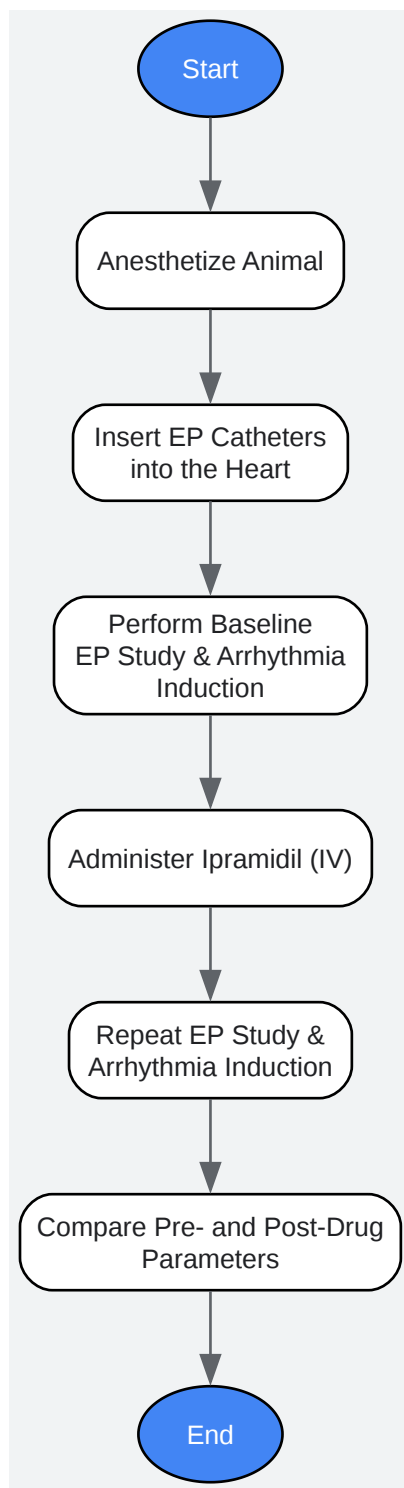 Start
Anesthetize Animal
Insert EP Catheters
into the Heart
Perform Baseline
EP Study & Arrhythmia
Induction
Administer Ipramidil (IV)
Repeat EP Study &
Arrhythmia Induction
Compare Pre- and Post-Drug
Parameters
End